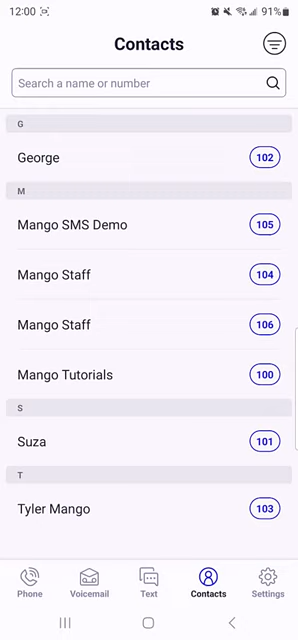 12:00
91%
Contacts
Search a name or number
G
George
102
M
Mango SMS Demo
105
Mango Staff
104
Mango Staff
106
Mango Tutorials
100
S
Suza
101
T
Tyler Mango
103
Phone
Voicemail
Text
Contacts
Settings